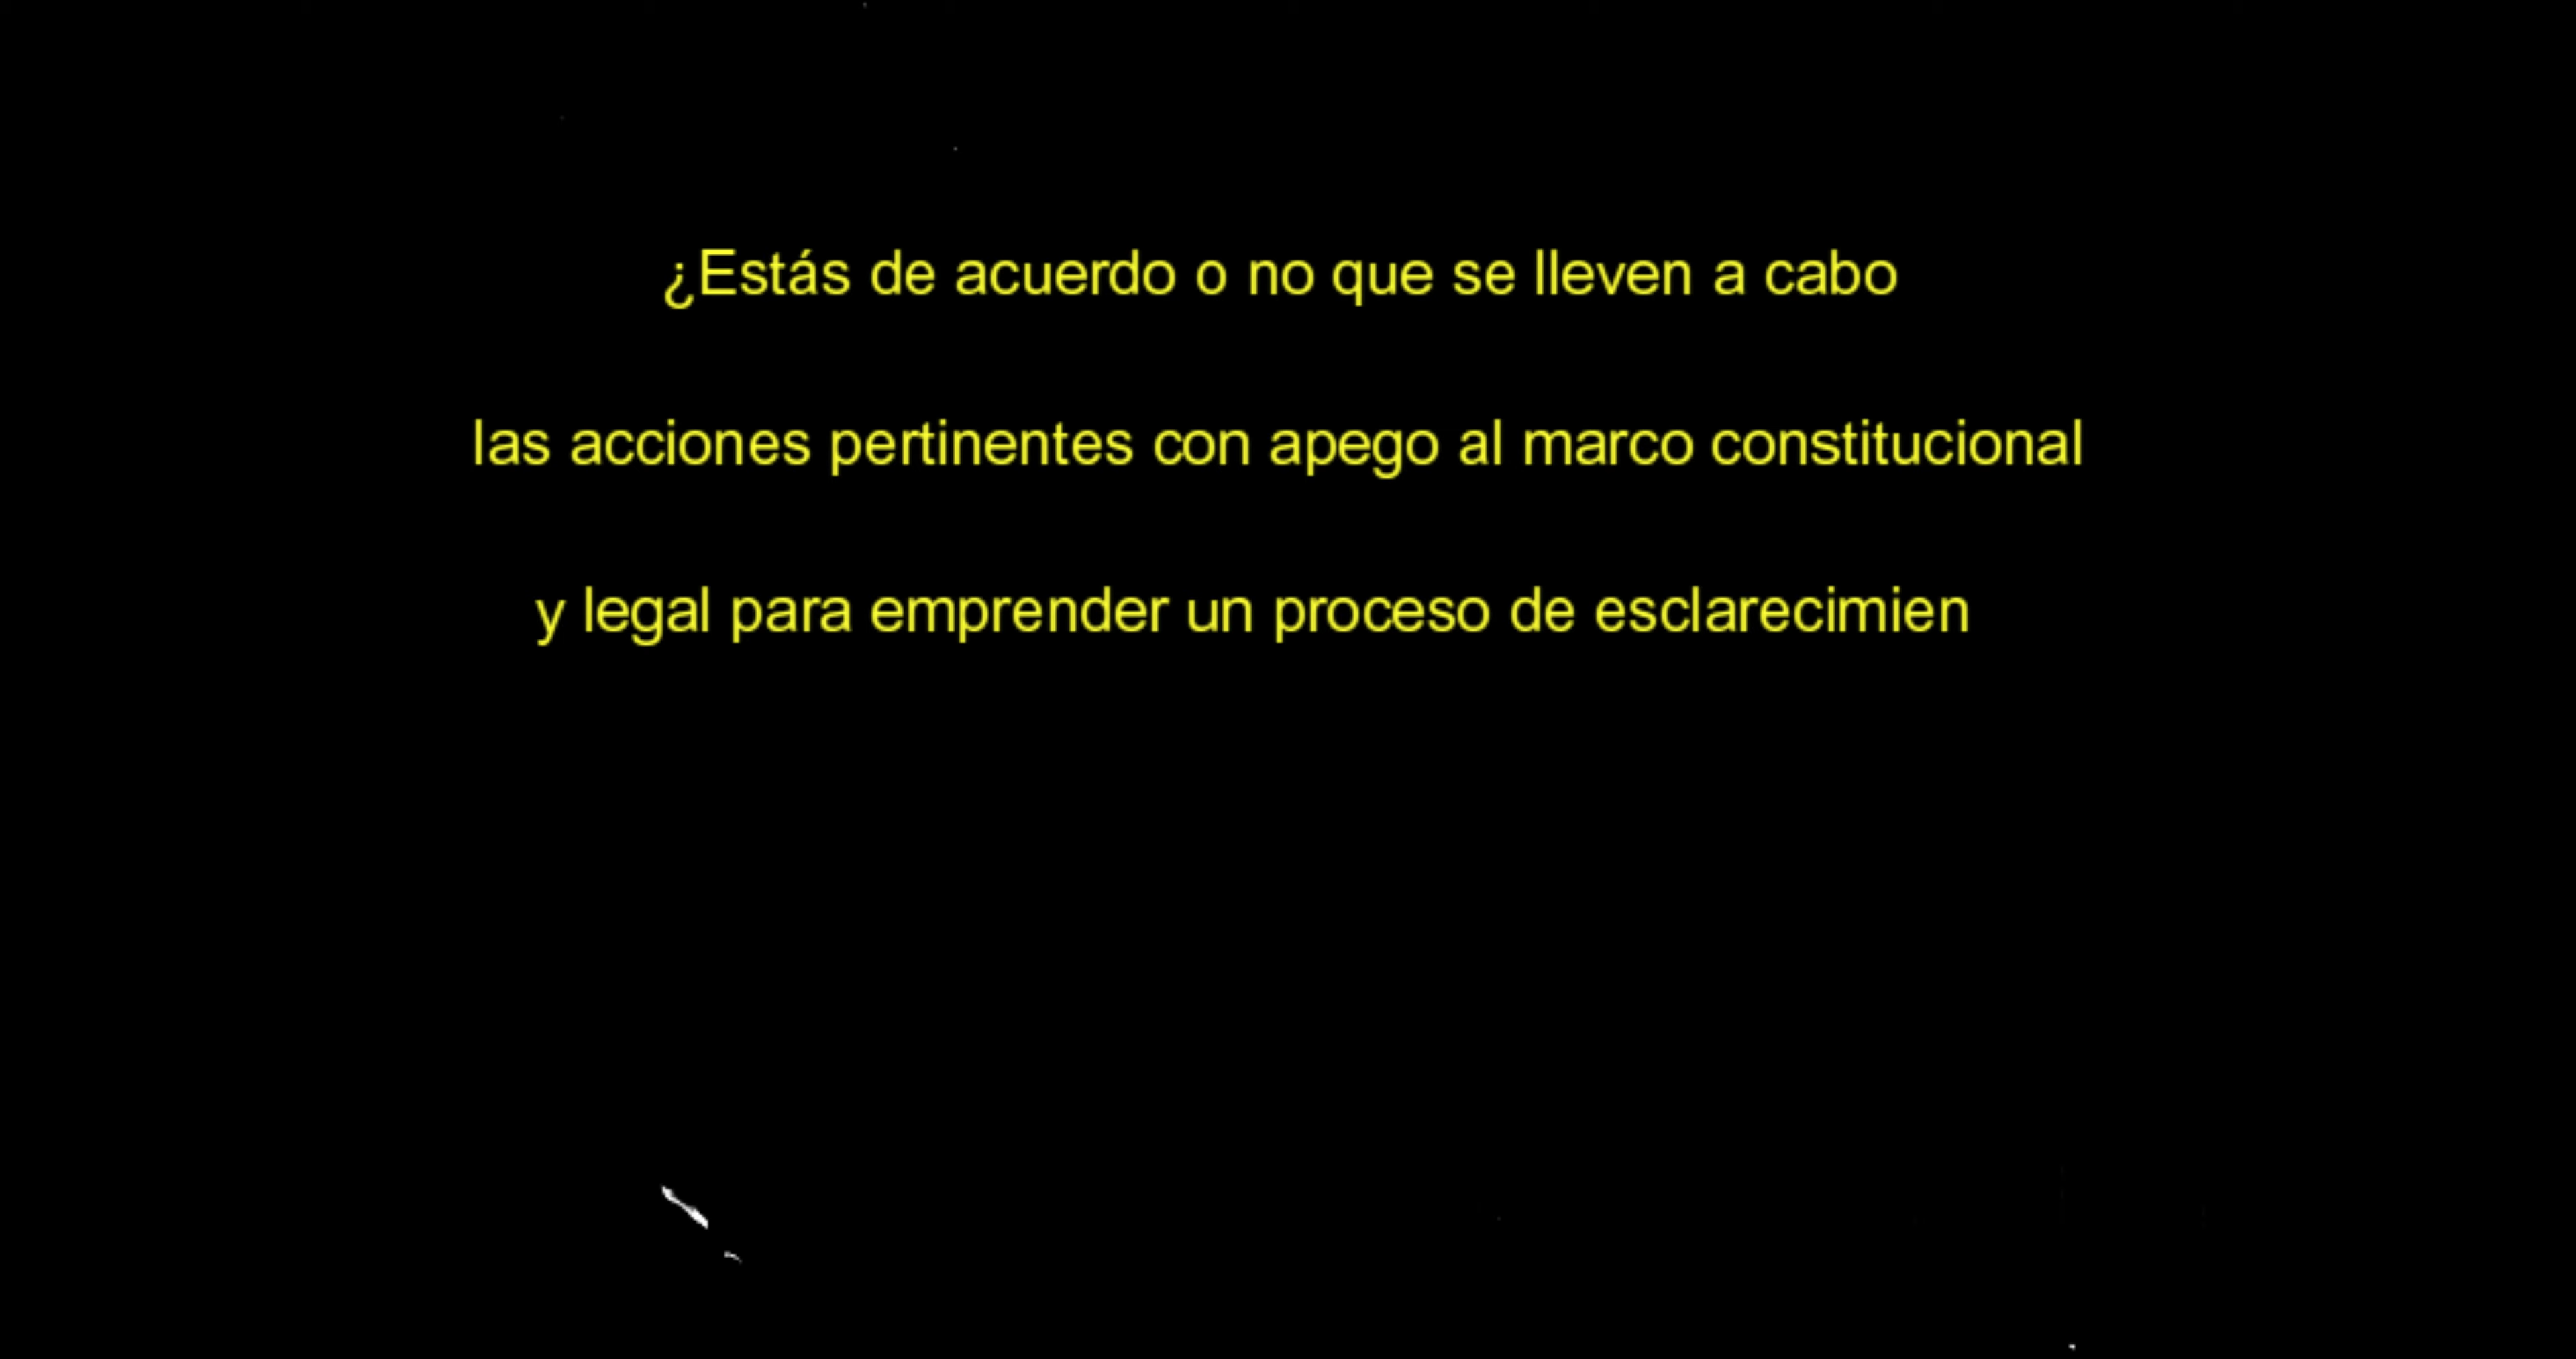 ¿Estás de acuerdo o no que se lleven a cabo
las acciones pertinentes con apego al marco constitucional
y legal para emprender un proceso de esclarecimien